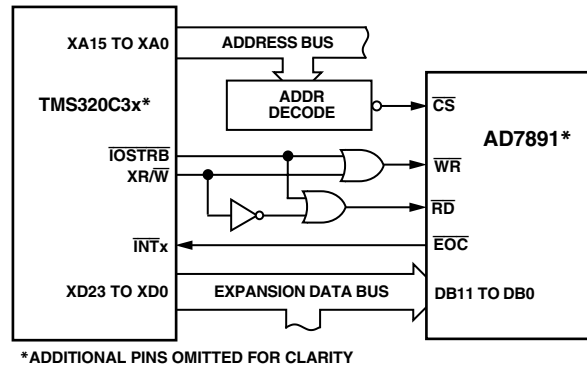 XA15 TO XA0
ADDRESS BUS
TMS320C3x*
ADDR
DECODE
CS
AD7891*
IOSTRB
XR/W
WR
RD
INTx
EOC
XD23 TO XD0
EXPANSION DATA BUS
DB11 TO DB0
*ADDITIONAL PINS OMITTED FOR CLARITY